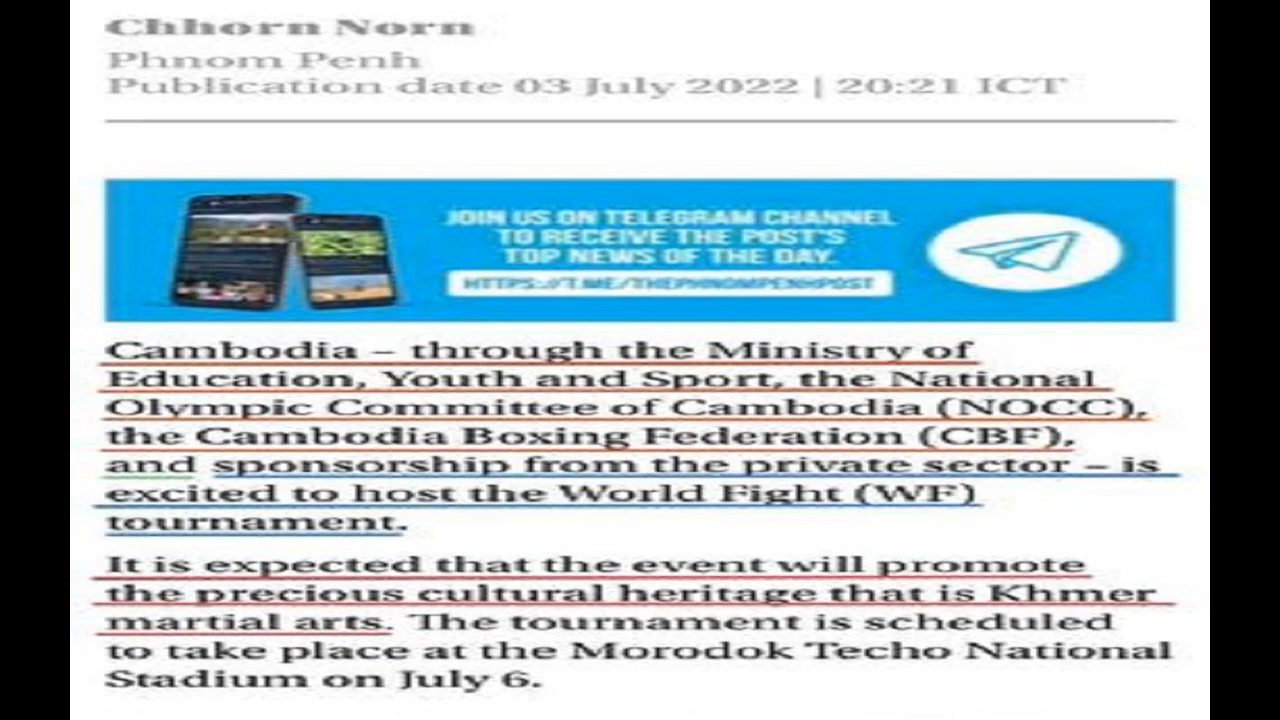 Chhorn Norn
Phnom Penh
Publication date 03 July 2022 | 20:21 ICT
JOIN US ON TELEGRAM CHANNEL
TO RECEIVE THE POST'S
TOP NEWS OF THE DAY.
HTTPS://T.ME/THEPHNOMPENHPOST
Cambodia – through the Ministry of
Education, Youth and Sport, the National
Olympic Committee of Cambodia (NOCC),
the Cambodia Boxing Federation (CBF),
and sponsorship from the private sector – is
excited to host the World Fight (WF)
tournament.
It is expected that the event will promote
the precious cultural heritage that is Khmer
martial arts. The tournament is scheduled
to take place at the Morodok Techo National
Stadium on July 6.